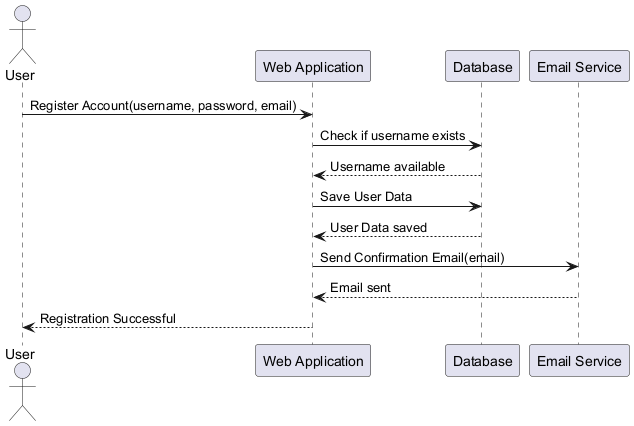 User
Web Application
Database
Email Service
Register Account(username, password, email)
Check if username exists
Username available
Save User Data
User Data saved
Send Confirmation Email(email)
Email sent
Registration Successful
User
Web Application
Database
Email Service